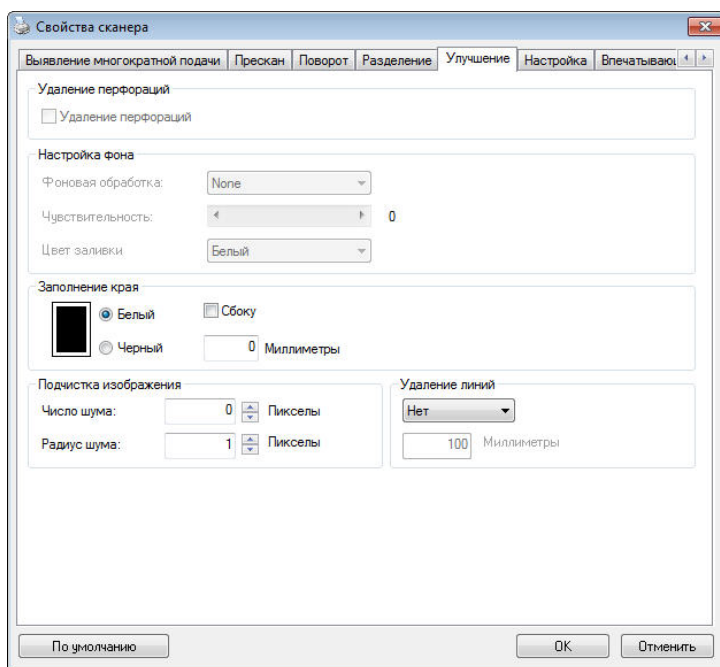 Свойства сканера
Выявление многократной подачи Прескан Поворот Разделение Улучшение Настройка Впечатываю
Удаление перфораций
Удаление перфораций
Настройка фона
Фоновая обработка: None
Чувствительность: 0
Цвет заливки Белый
Заполнение края
Белый Сбоку
Черный 0 Миллиметры
Подчистка изображения Удаление линий
Число шума: 0 Пикселы Нет
Радиус шума: 1 Пикселы 100 Миллиметры
По умолчанию OK Отменить